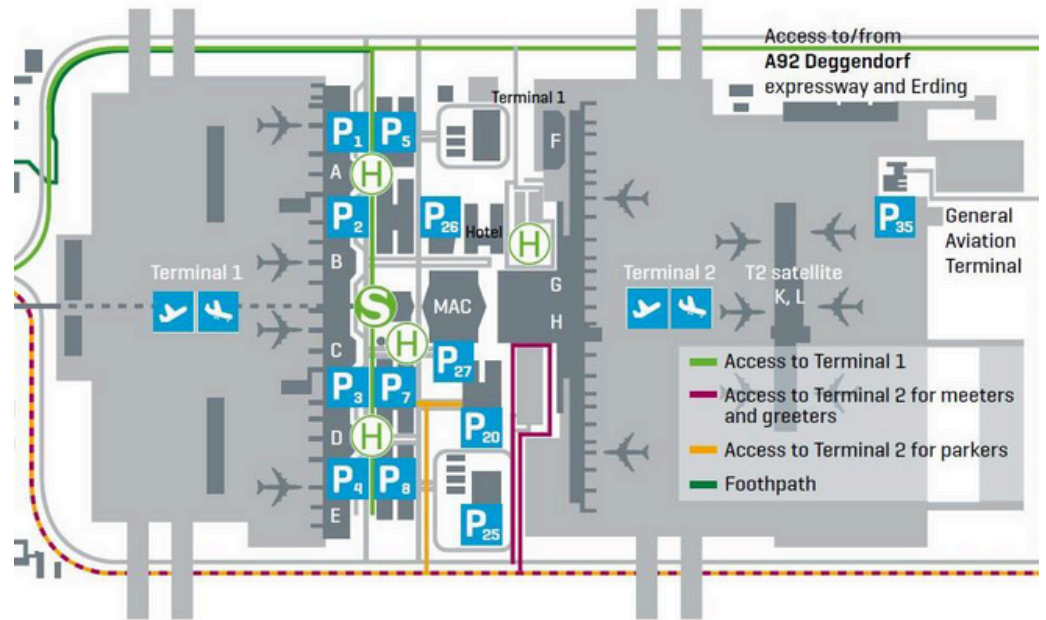 Access to/from
A92 Deggendorf
expressway and Erding
Terminal 1
P1
P5
F
A
H
P2
P26
Hotel
H
P35
General
Aviation
Terminal
B
Terminal 1
Terminal 2
T2 satellite
K, L
G
S
MAC
H
H
C
P27
P3
P7
D
H
P20
P4
P8
E
P25
Access to Terminal 1
Access to Terminal 2 for meeters
and greeters
Access to Terminal 2 for parkers
Foothpath